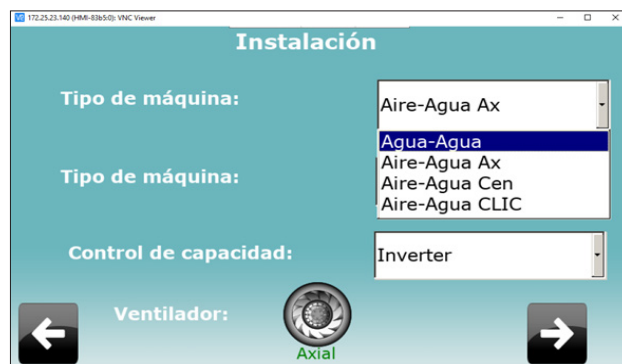 172.25.23.140 (HMI-83b5:0): VNC Viewer
Instalación
Tipo de máquina:
Aire-Agua Ax
Agua-Agua
Aire-Agua Ax
Tipo de máquina:
Aire-Agua Cen
Aire-Agua CLIC
Control de capacidad:
Inverter
Ventilador:
Axial